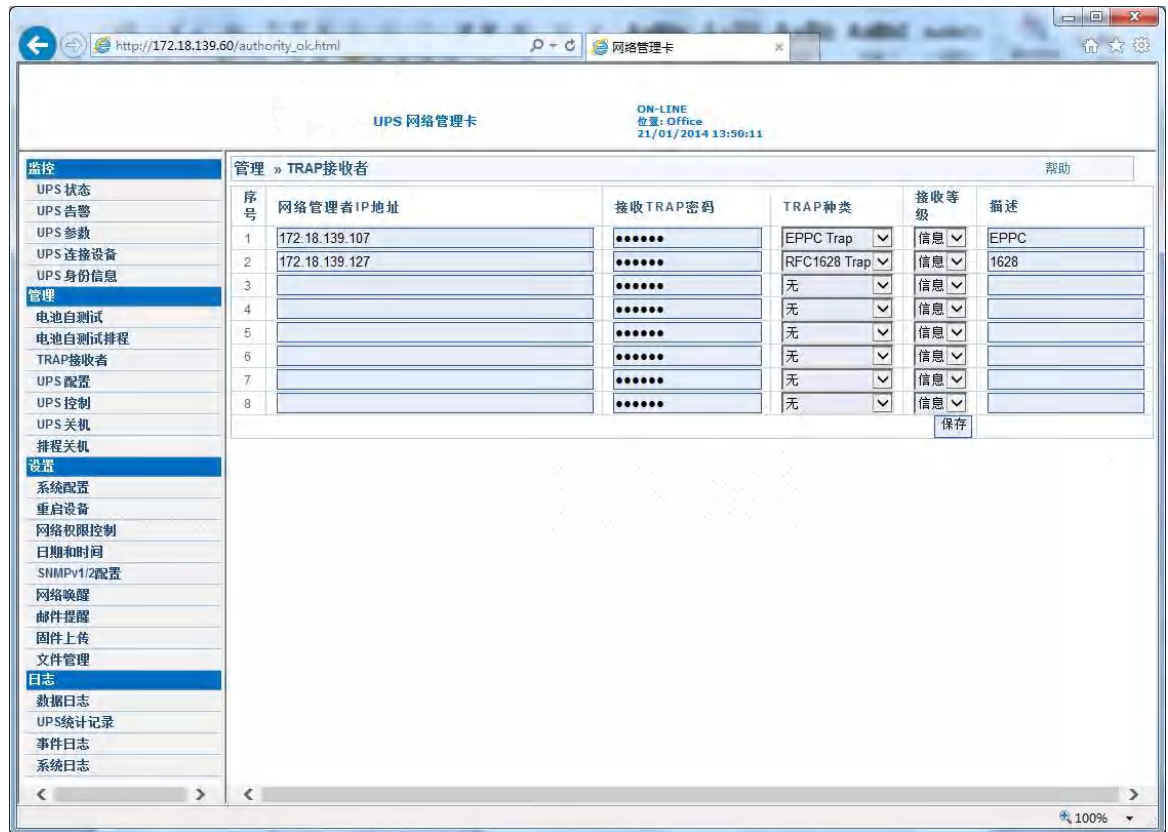 http://172.18.139.60/authority_ok.html
网络管理卡
UPS 网络管理卡
ON-LINE
位置: Office
21/01/2014 13:50:11
监控
UPS 状态
UPS 告警
UPS 参数
UPS 连接设备
UPS 身份信息
管理
电池自测试
电池自测试排程
TRAP接收者
UPS 配置
UPS 控制
UPS 关机
排程关机
设置
系统配置
重启设备
网络权限控制
日期和时间
SNMPv1/2配置
网络唤醒
邮件提醒
固件上传
文件管理
日志
数据日志
UPS统计记录
事件日志
系统日志
管理 » TRAP接收者 帮助
序号 网络管理者IP地址 接收TRAP密码 TRAP种类 接收等级 描述
1 172.18.139.107 ●●●●●● EPPC Trap 信息 EPPC
2 172.18.139.127 ●●●●●● RFC1628 Trap 信息 1628
3 ●●●●●● 无 信息
4 ●●●●●● 无 信息
5 ●●●●●● 无 信息
6 ●●●●●● 无 信息
7 ●●●●●● 无 信息
8 ●●●●●● 无 信息
保存
100%